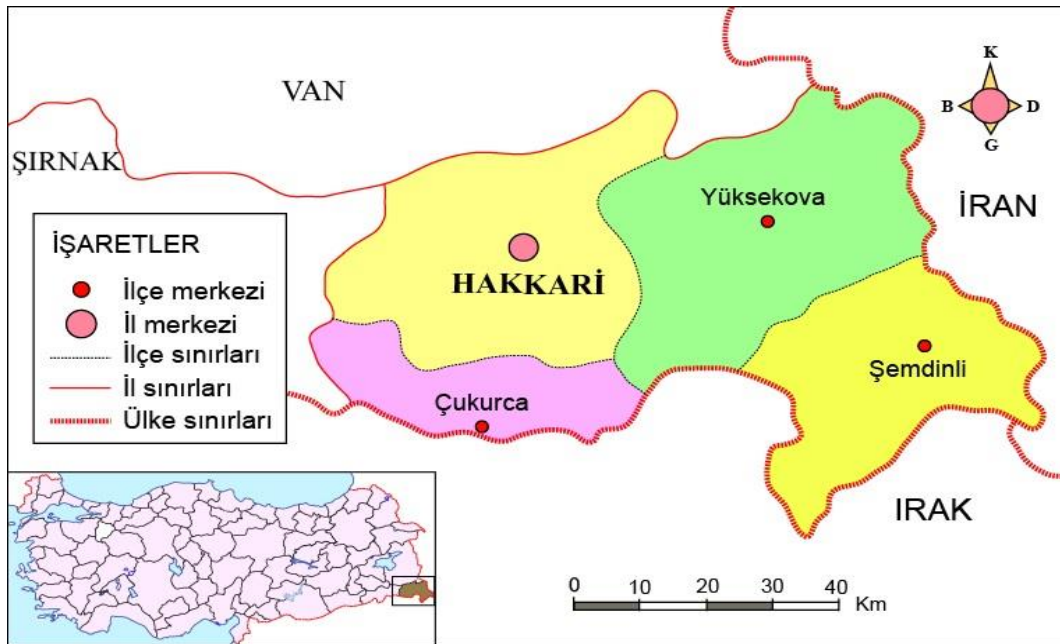 VAN
ŞIRNAK
K
B
D
G
Yüksekova
İRAN
HAKKARİ
Şemdinli
Çukurca
IRAK
İŞARETLER
İlçe merkezi
İl merkezi
İlçe sınırları
İl sınırları
Ülke sınırları
0 10 20 30 40
Km